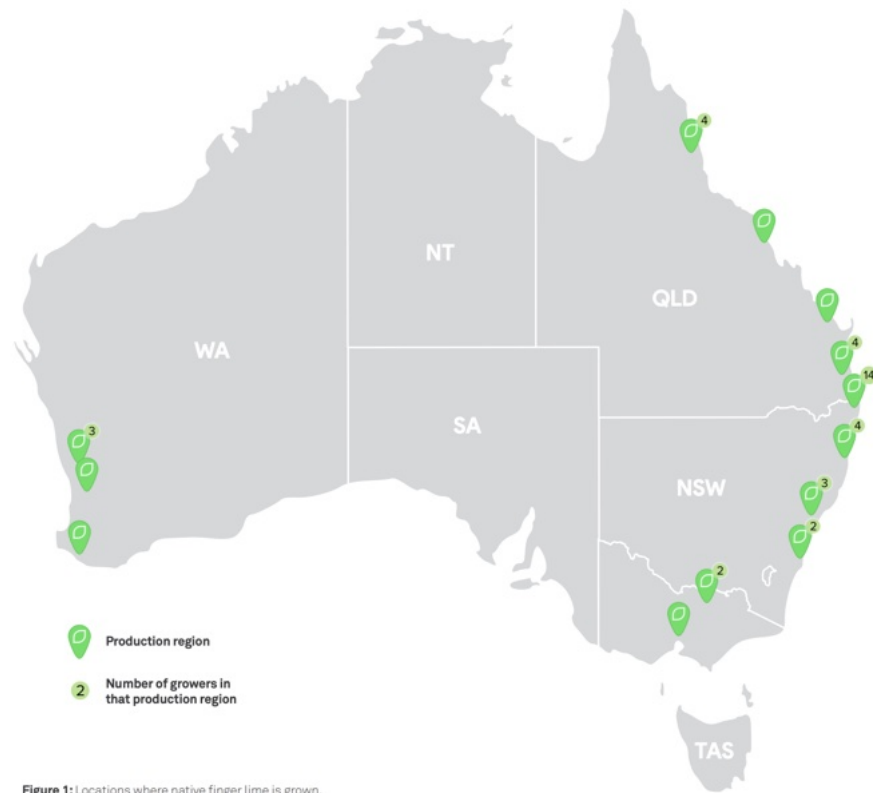 4
NT
QLD
WA
4
14
SA
3
4
NSW
3
2
2
Production region
2
Number of growers in
that production region
TAS
Figure 1: Locations where native finger lime is grown.